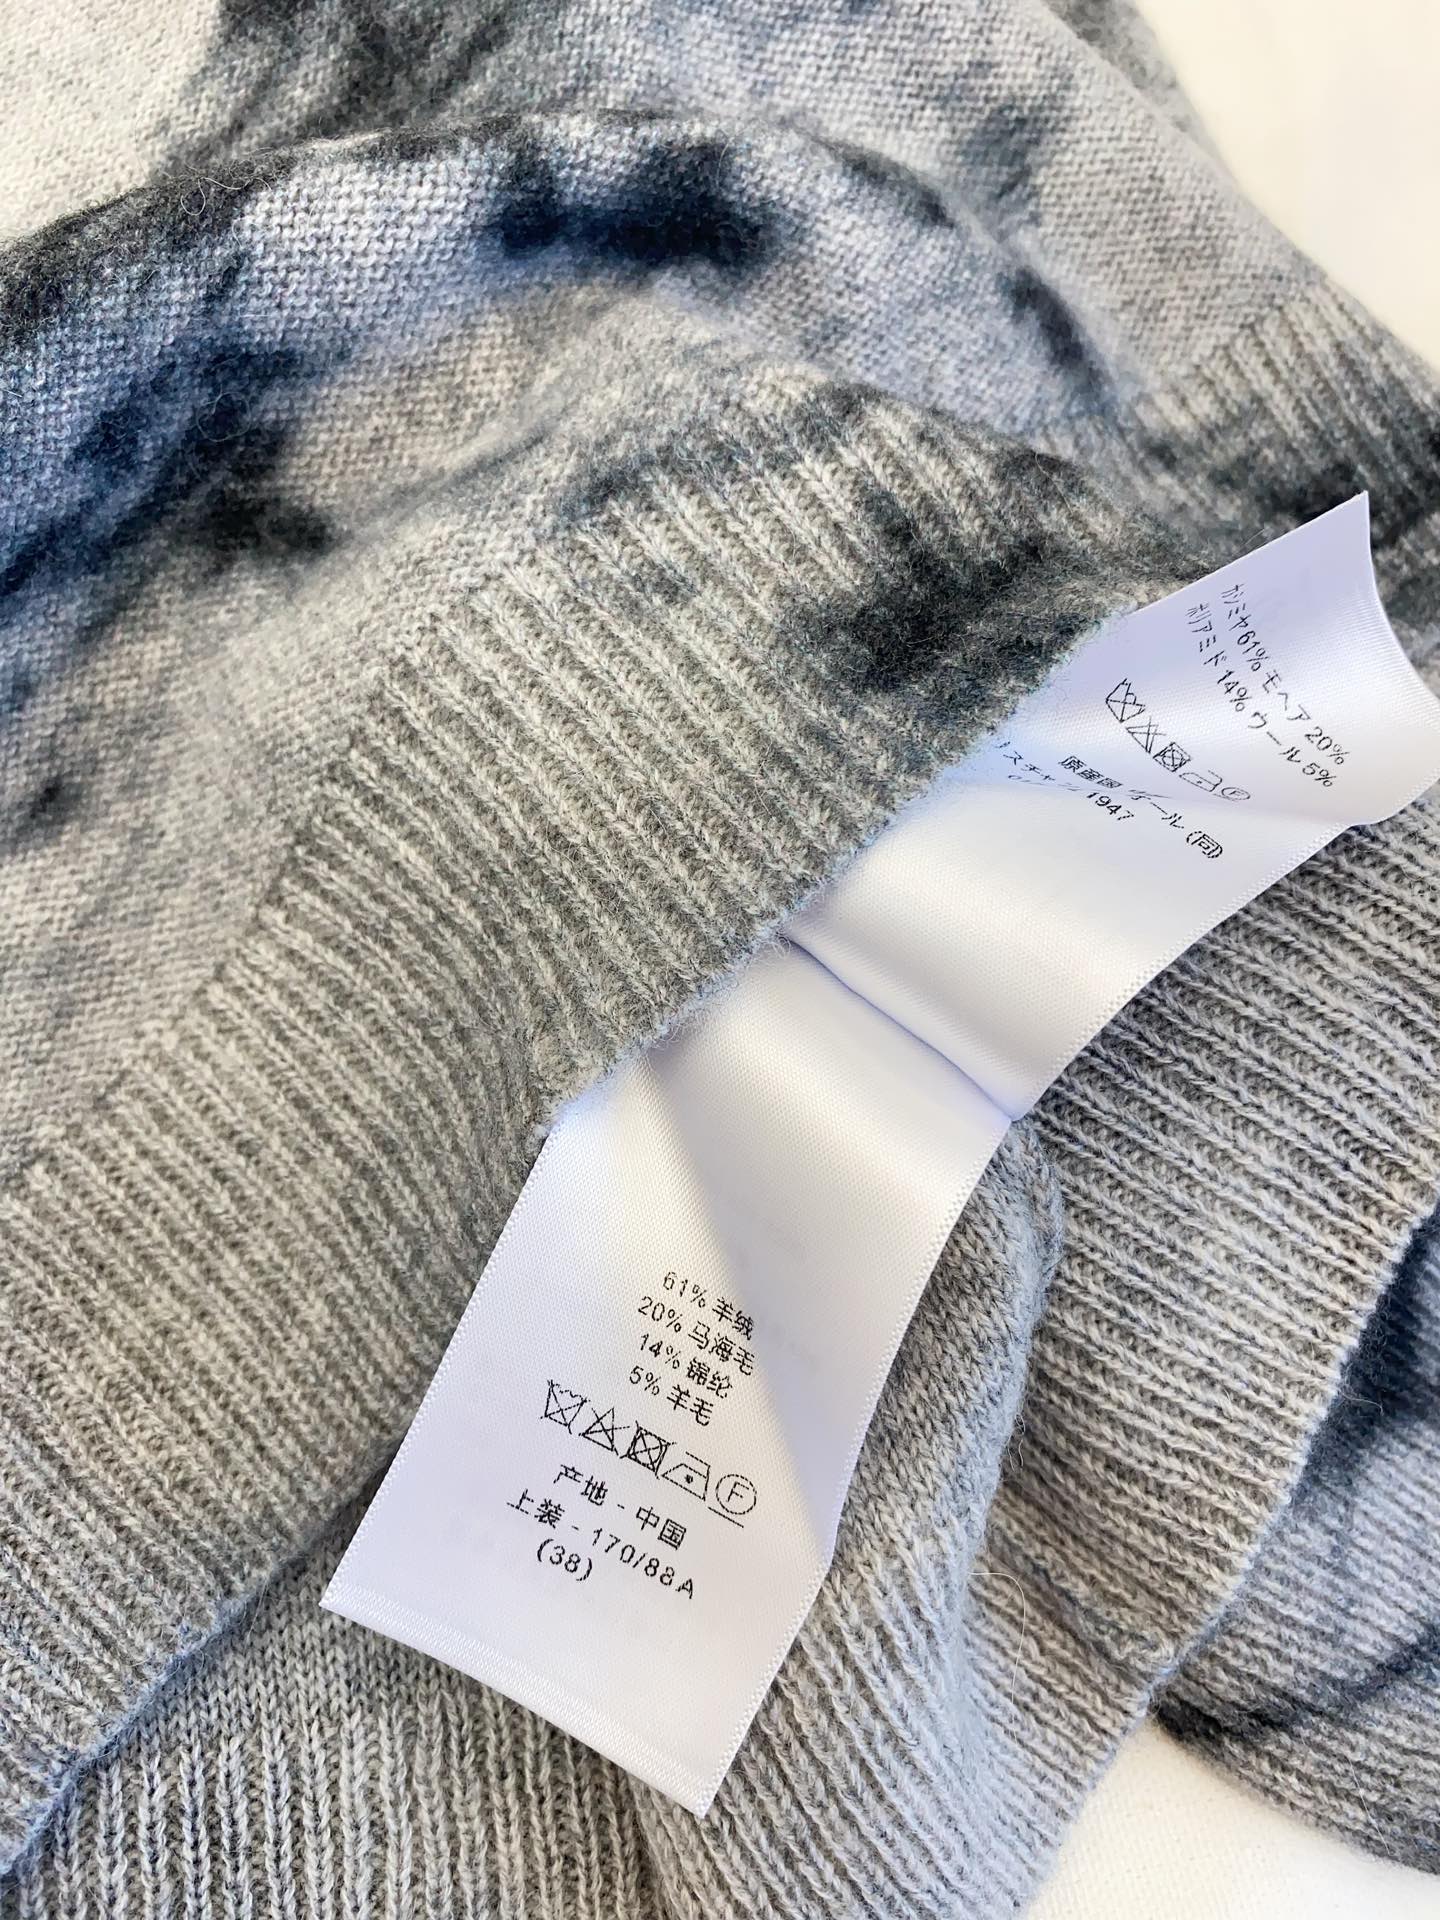 カシミヤ61% モヘア20%
ポリアミド14% ウール5%
F
原産国
1947
61% 羊绒
20% 马海毛
14% 锦纶
5% 羊毛
F
产地 - 中国
上装 - 170/88A
(38)